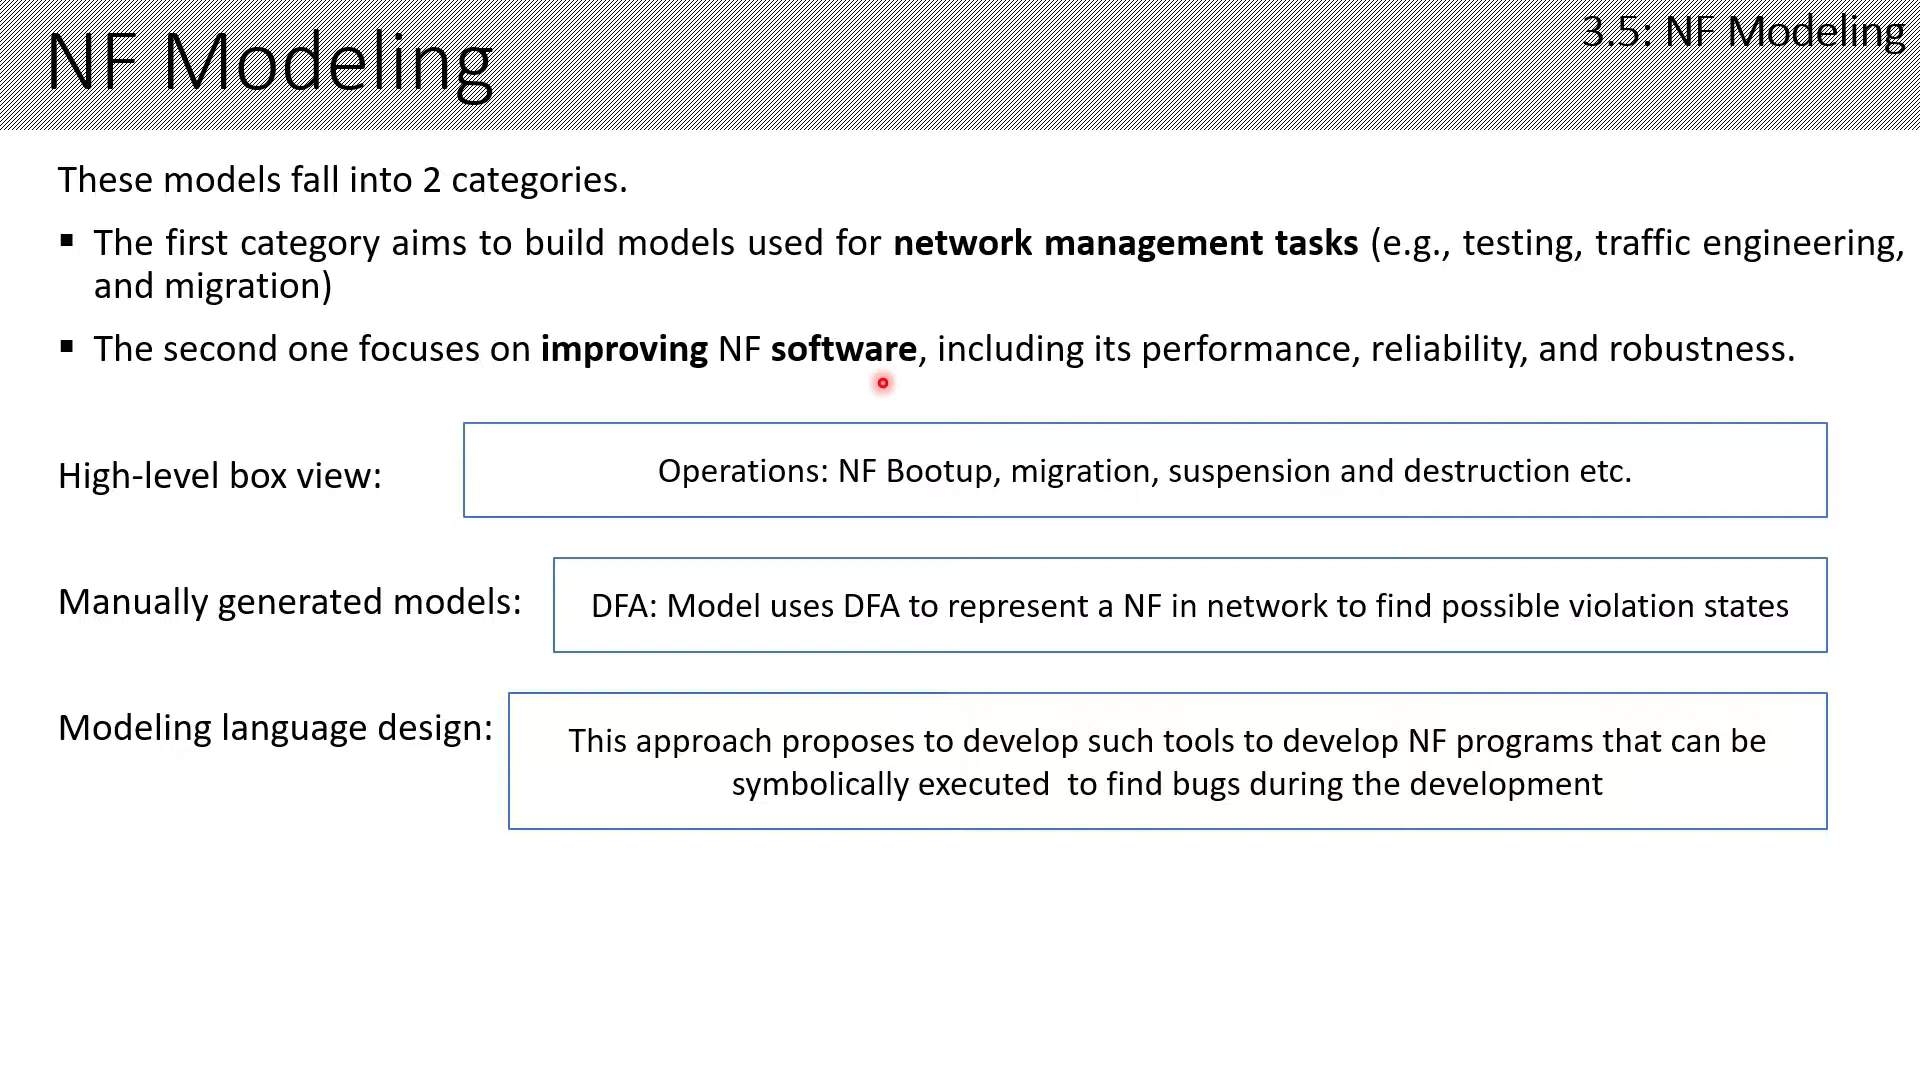 NF Modeling
3.5: NF Modeling
These models fall into 2 categories.
▪ The first category aims to build models used for network management tasks (e.g., testing, traffic engineering,
and migration)
▪ The second one focuses on improving NF software, including its performance, reliability, and robustness.
High-level box view:
Operations: NF Bootup, migration, suspension and destruction etc.
Manually generated models:
DFA: Model uses DFA to represent a NF in network to find possible violation states
Modeling language design:
This approach proposes to develop such tools to develop NF programs that can be
symbolically executed  to find bugs during the development